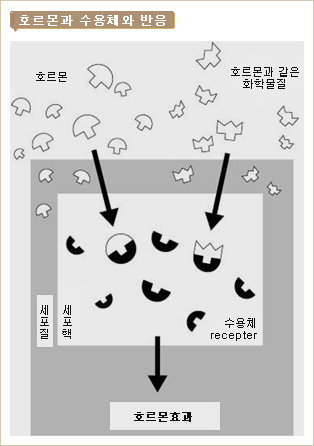 호르몬과 수용체와 반응
호르몬
호르몬과 같은
화학물질
세포질
세포핵
수용체
recepter
호르몬효과